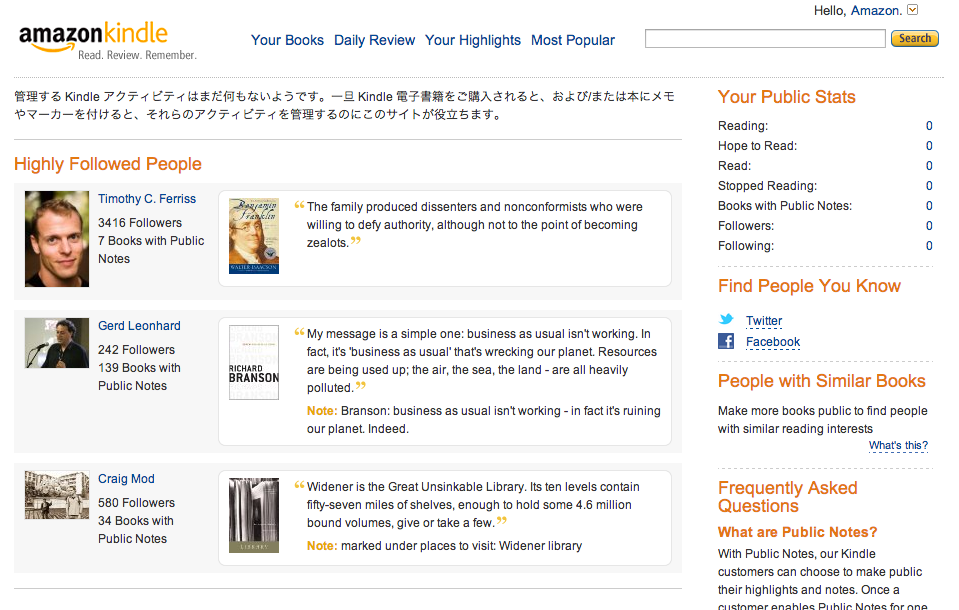 Hello, Amazon.
amazonkindle
Read. Review. Remember.
Your Books Daily Review Your Highlights Most Popular
Search
管理する Kindle アクティビティはまだ何もないようです。一旦 Kindle 電子書籍をご購入されると、および/または本にメモ
やマーカーを付けると、それらのアクティビティを管理するのにこのサイトが役立ちます。
Highly Followed People
Timothy C. Ferriss
3416 Followers
7 Books with Public
Notes
Benjamin
Franklin
WALTER ISAACSON
“ The family produced dissenters and nonconformists who were
willing to defy authority, although not to the point of becoming
zealots.”
Gerd Leonhard
242 Followers
139 Books with
Public Notes
RICHARD
BRANSON
“ My message is a simple one: business as usual isn't working. In
fact, it's 'business as usual' that's wrecking our planet. Resources
are being used up; the air, the sea, the land - are all heavily
polluted.”
Note: Branson: business as usual isn't working - in fact it's ruining
our planet. Indeed.
Craig Mod
580 Followers
34 Books with
Public Notes
LIBRARY
“ Widener is the Great Unsinkable Library. Its ten levels contain
fifty-seven miles of shelves, enough to hold some 4.6 million
bound volumes, give or take a few.”
Note: marked under places to visit: Widener library
Your Public Stats
Reading: 0
Hope to Read: 0
Read: 0
Stopped Reading: 0
Books with Public Notes: 0
Followers: 0
Following: 0
Find People You Know
Twitter
Facebook
People with Similar Books
Make more books public to find people
with similar reading interests
What's this?
Frequently Asked
Questions
What are Public Notes?
With Public Notes, our Kindle
customers can choose to make public
their highlights and notes. Once a
customer enables Public Notes for one